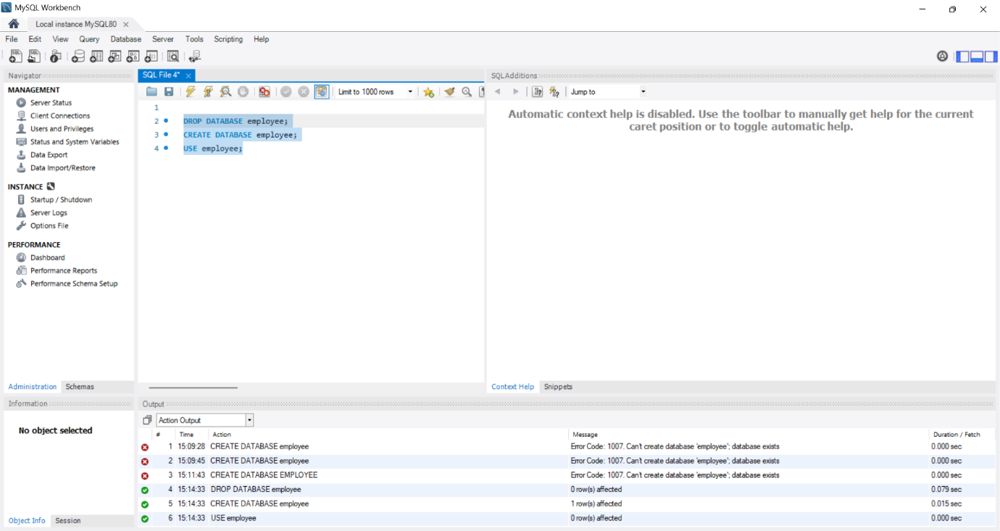 MySQL Workbench
Local instance MySQL80
File Edit View Query Database Server Tools Scripting Help
Navigator
MANAGEMENT
Server Status
Client Connections
Users and Privileges
Status and System Variables
Data Export
Data Import/Restore
INSTANCE
Startup / Shutdown
Server Logs
Options File
PERFORMANCE
Dashboard
Performance Reports
Performance Schema Setup
Administration Schemas
Information
No object selected
Object Info Session
SQL File 4*
Limit to 1000 rows
1
2 DROP DATABASE employee;
3 CREATE DATABASE employee;
4 USE employee;
SQLAdditions
Jump to
Automatic context help is disabled. Use the toolbar to manually get help for the current
caret position or to toggle automatic help.
Context Help Snippets
Output
Action Output
# Time Action Message Duration / Fetch
1 15:09:28 CREATE DATABASE employee Error Code: 1007. Can't create database 'employee'; database exists 0.000 sec
2 15:09:45 CREATE DATABASE employee Error Code: 1007. Can't create database 'employee'; database exists 0.000 sec
3 15:11:43 CREATE DATABASE EMPLOYEE Error Code: 1007. Can't create database 'employee'; database exists 0.000 sec
4 15:14:33 DROP DATABASE employee 0 row(s) affected 0.079 sec
5 15:14:33 CREATE DATABASE employee 1 row(s) affected 0.015 sec
6 15:14:33 USE employee 0 row(s) affected 0.000 sec